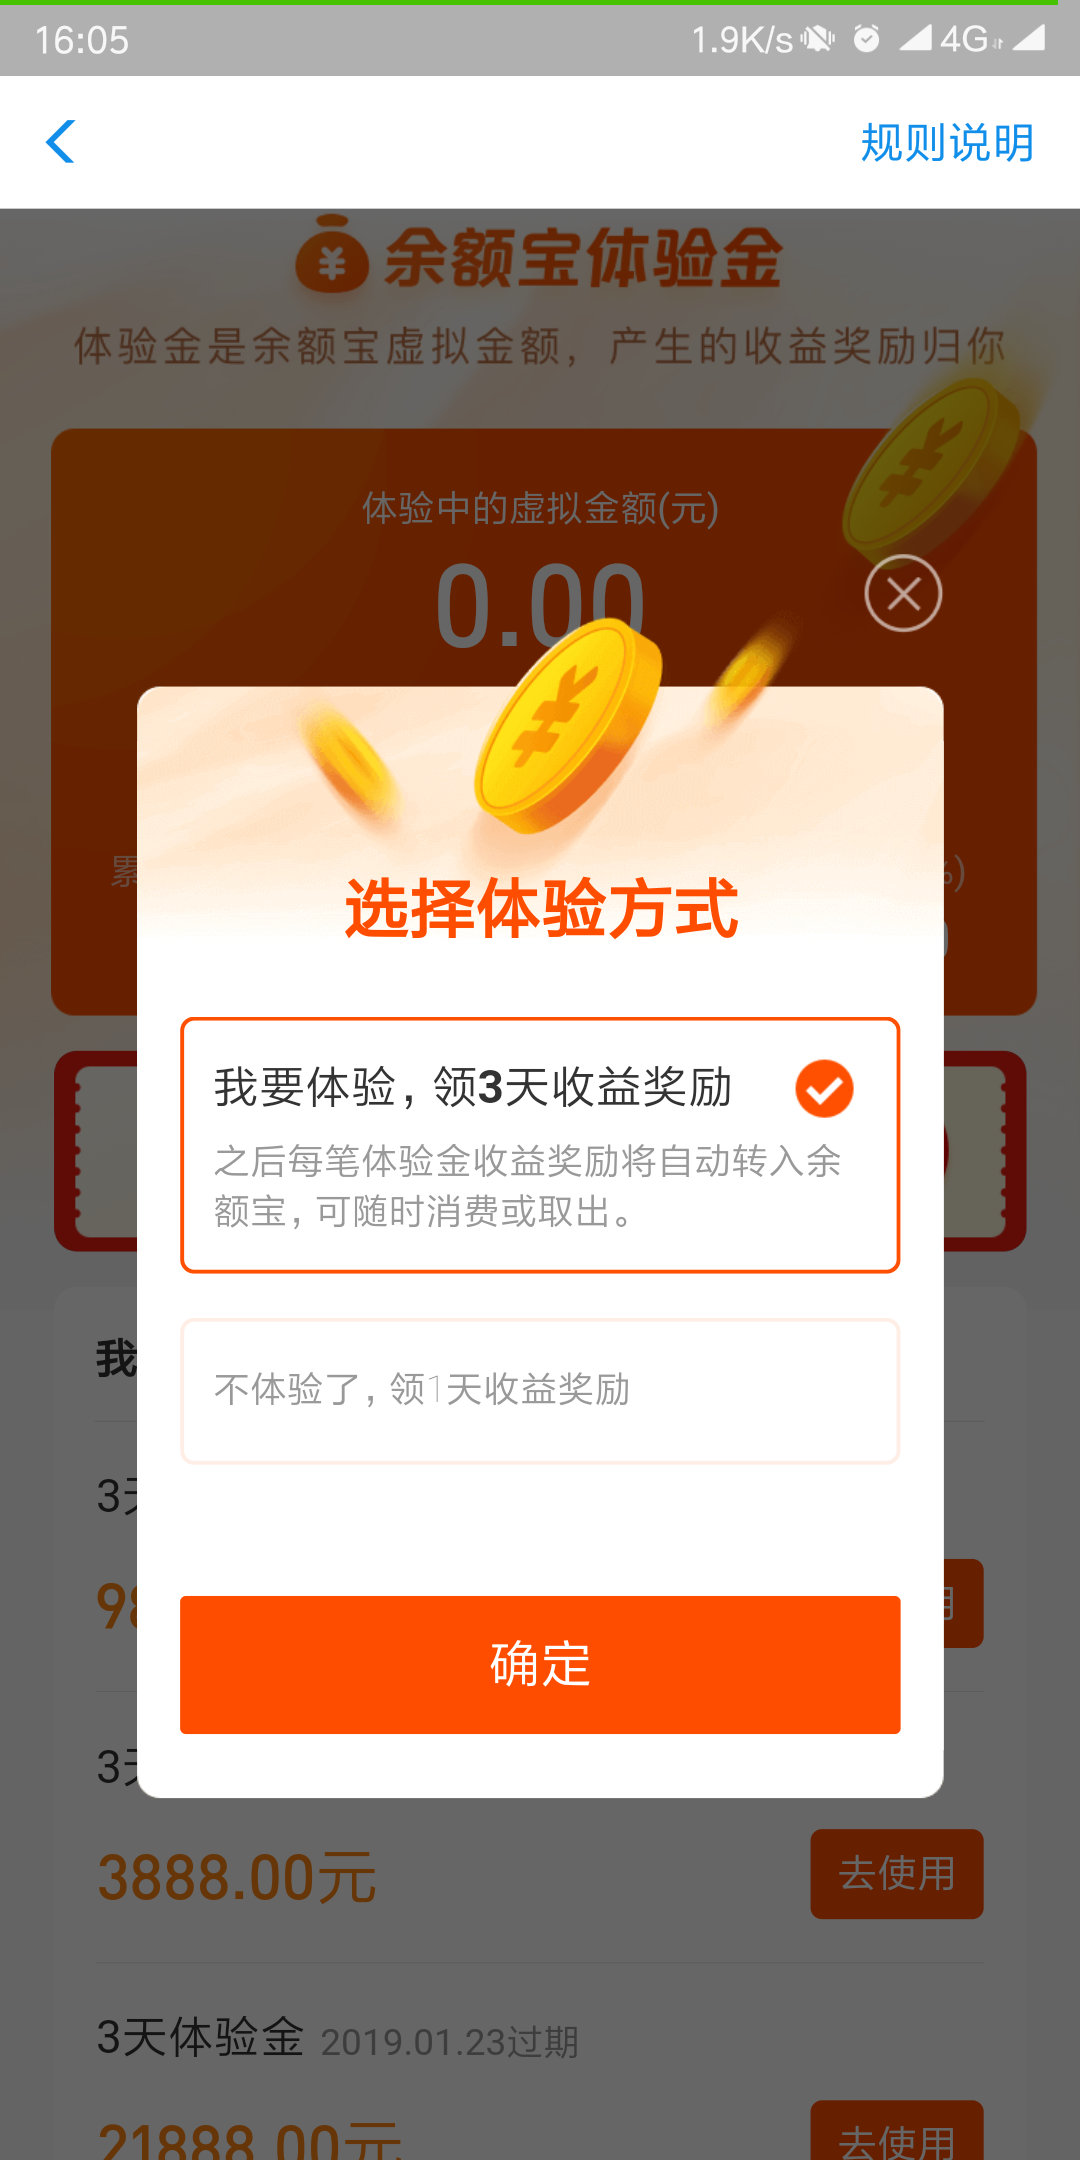 16:05
1.9K/s
4G
规则说明
余额宝体验金
体验金是余额宝虚拟金额，产生的收益奖励归你
体验中的虚拟金额(元)
0.00
累
%)
选择体验方式
我要体验，领3天收益奖励
之后每笔体验金收益奖励将自动转入余
额宝，可随时消费或取出。
我
不体验了，领1天收益奖励
3天
98
用
确定
3天
3888.00元
去使用
3天体验金 2019.01.23过期
21888.00元
去使用